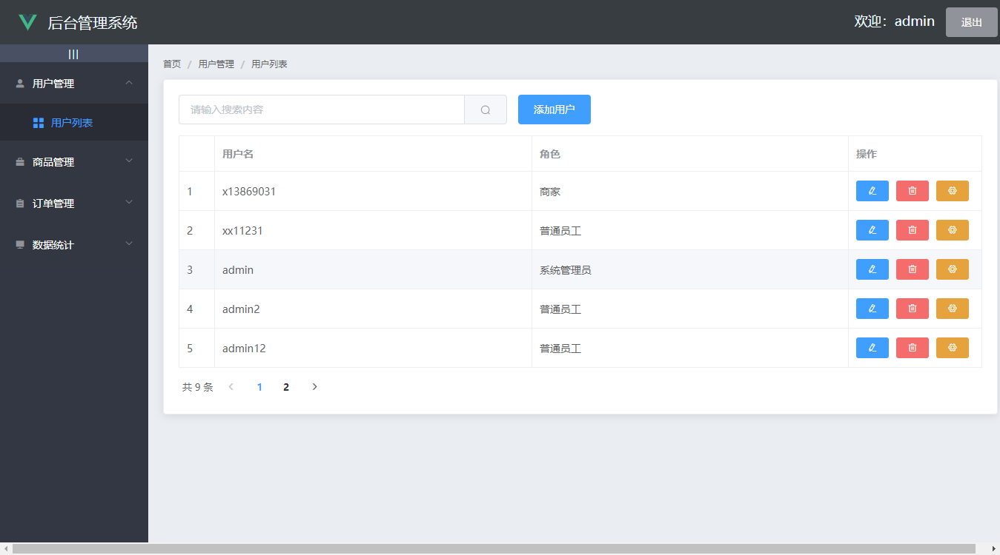 后台管理系统
欢迎：admin 退出
|||
首页 / 用户管理 / 用户列表
用户管理
用户列表
商品管理
订单管理
数据统计
请输入搜索内容 添加用户
用户名 角色 操作
1 x13869031 商家
2 xx11231 普通员工
3 admin 系统管理员
4 admin2 普通员工
5 admin12 普通员工
共 9 条 1 2